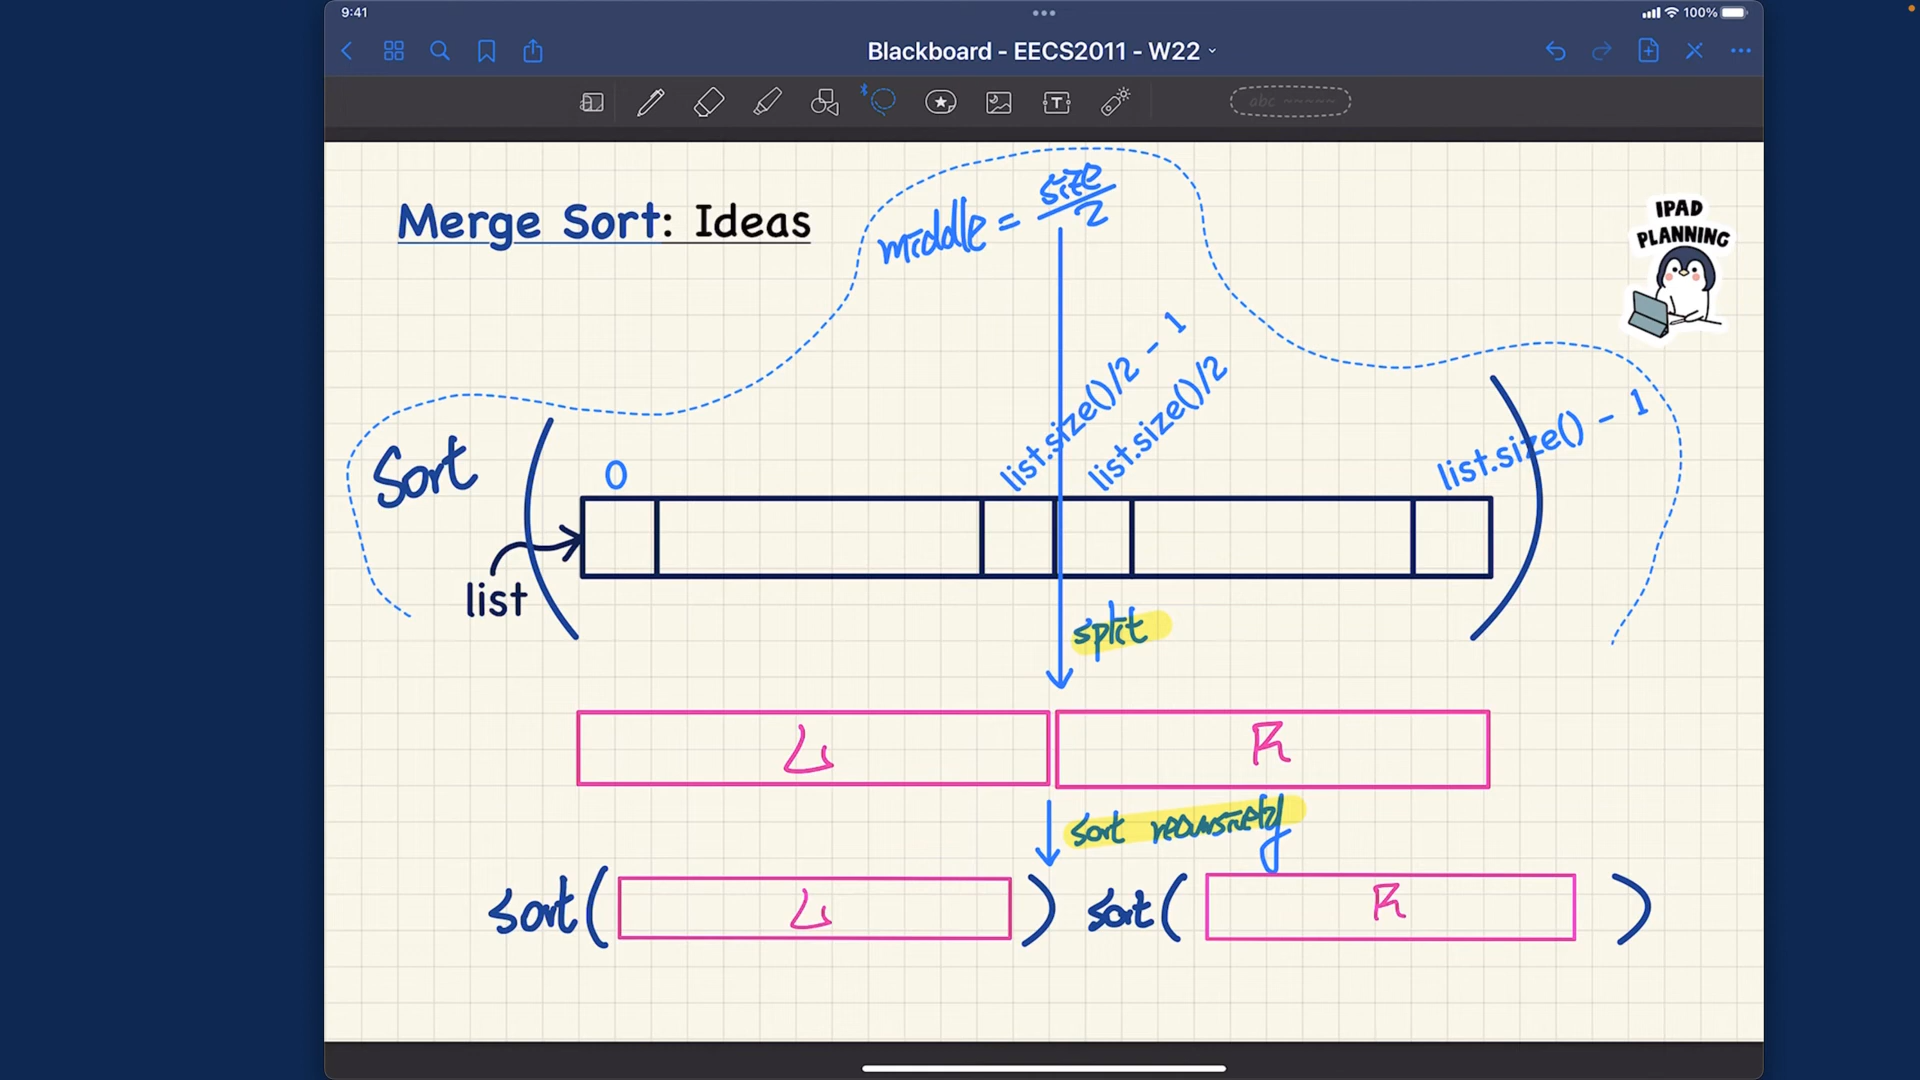 9:41
100%
Blackboard - EECS2011 - W22
abc ~~~~~
Merge Sort: Ideas
middle = size/2
IPAD
PLANNING
list.size()/2 - 1
list.size()/2
list.size() - 1
Sort (
0
)
list
split
L R
sort recursively
sort( L ) sort( R )